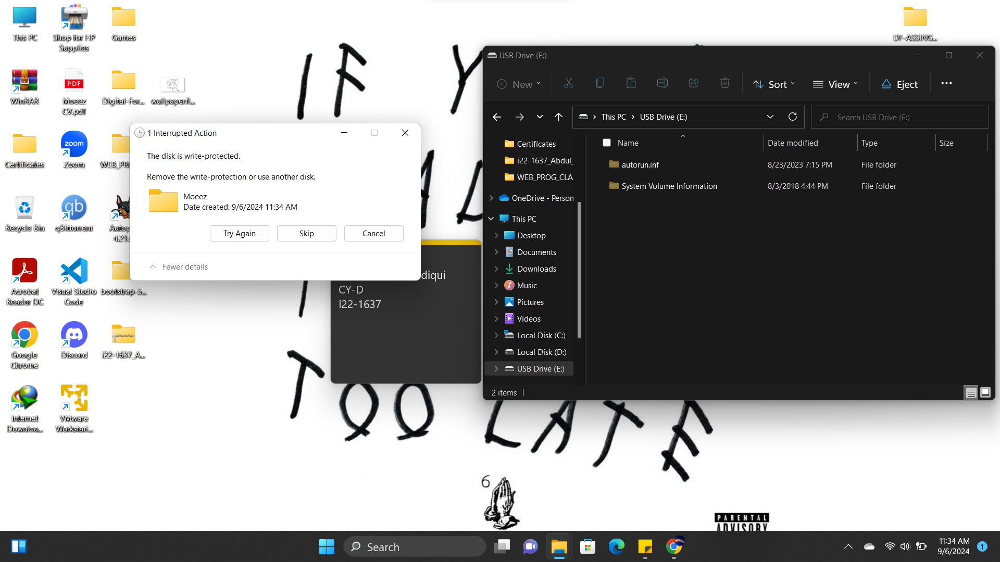 This PC
Shop for HP
Supplies
Games
DF-ASSING...
WinRAR
PDF
Moeez
CV.pdf
Digital-For...
wallpaperfl...
Certificates
zoom
Zoom
WEB_PRO
Recycle Bin
qb
qBittorrent
Autop
4.21.
Acrobat
Reader DC
Visual Studio
Code
bootstrap-5...
Google
Chrome
Discord
i22-1637_A...
Internet
Downloa...
VMware
Workstati...
IF Y
AD
TOO LATE
6
PARENTAL
ADVISORY
1 Interrupted Action
The disk is write-protected.
Remove the write-protection or use another disk.
Moeez
Date created: 9/6/2024 11:34 AM
Try Again
Skip
Cancel
Fewer details
diqui
CY-D
I22-1637
USB Drive (E:)
New
Sort
View
Eject
This PC > USB Drive (E:)
Search USB Drive (E:)
Certificates
i22-1637_Abdul_
WEB_PROG_CLA
OneDrive - Person
This PC
Desktop
Documents
Downloads
Music
Pictures
Videos
Local Disk (C:)
Local Disk (D:)
USB Drive (E:)
Name Date modified Type Size
autorun.inf 8/23/2023 7:15 PM File folder
System Volume Information 8/3/2018 4:44 PM File folder
2 items
Search
11:34 AM
9/6/2024
1